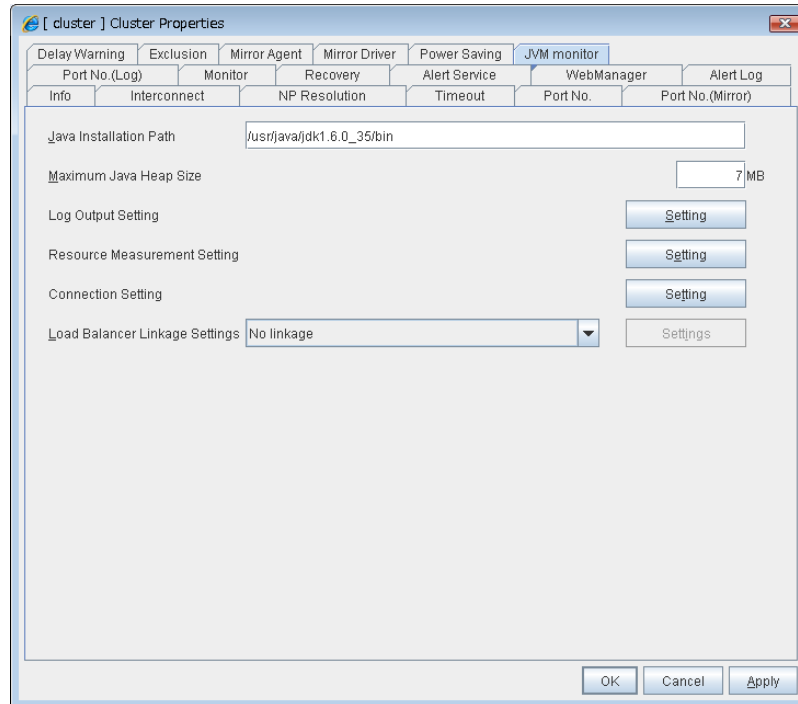 [ cluster ] Cluster Properties
Delay Warning Exclusion Mirror Agent Mirror Driver Power Saving JVM monitor
Port No.(Log) Monitor Recovery Alert Service WebManager Alert Log
Info Interconnect NP Resolution Timeout Port No. Port No.(Mirror)
Java Installation Path /usr/java/jdk1.6.0_35/bin
Maximum Java Heap Size 7 MB
Log Output Setting Setting
Resource Measurement Setting Setting
Connection Setting Setting
Load Balancer Linkage Settings No linkage Settings
OK Cancel Apply